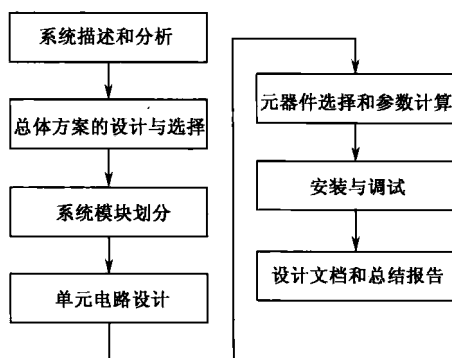 系统描述和分析
总体方案的设计与选择
系统模块划分
单元电路设计
元器件选择和参数计算
安装与调试
设计文档和总结报告